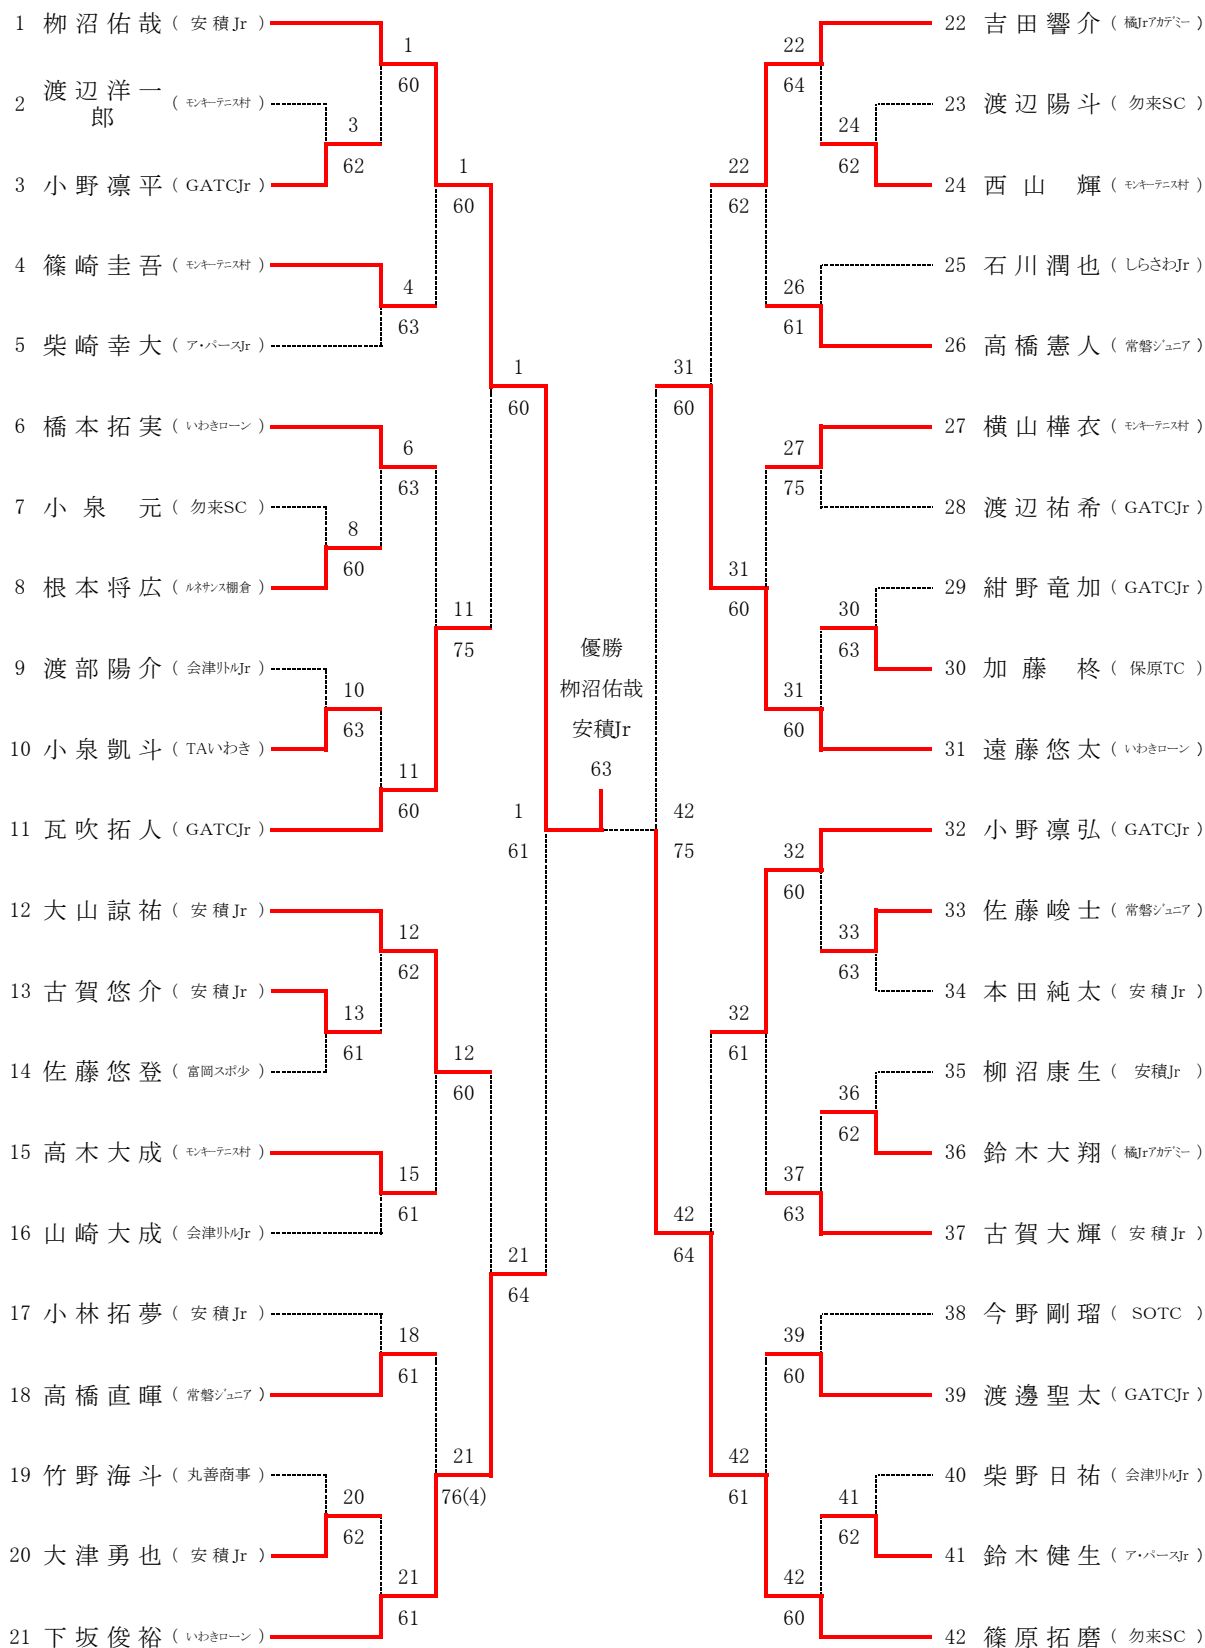 1 栁沼佑哉 ( 安積Jr )
2 渡辺洋一郎 ( モンキーテニス村 )
3 小野凛平 ( GATCJr )
4 篠崎圭吾 ( モンキーテニス村 )
5 柴崎幸大 ( ア・パースJr )
6 橋本拓実 ( いわきローン )
7 小泉 元 ( 勿来SC )
8 根本将広 ( ルネサンス棚倉 )
9 渡部陽介 ( 会津リトルJr )
10 小泉凱斗 ( TAいわき )
11 瓦吹拓人 ( GATCJr )
12 大山諒祐 ( 安積Jr )
13 古賀悠介 ( 安積Jr )
14 佐藤悠登 ( 富岡スポ少 )
15 高木大成 ( モンキーテニス村 )
16 山崎大成 ( 会津リトルJr )
17 小林拓夢 ( 安積Jr )
18 高橋直暉 ( 常磐ジュニア )
19 竹野海斗 ( 丸善商事 )
20 大津勇也 ( 安積Jr )
21 下坂俊裕 ( いわきローン )
3
62
8
60
10
63
13
61
20
62
1
60
4
63
6
63
11
60
12
62
15
61
18
61
21
61
1
60
11
75
12
60
21
76(4)
1
60
21
64
1
61
優勝
栁沼佑哉
安積Jr
63
42
75
31
60
42
64
22
62
31
60
32
61
42
61
22
64
26
61
27
75
31
60
32
60
37
63
39
60
42
60
24
62
30
63
33
63
36
62
41
62
22 吉田響介 ( 橘Jrアカデミー )
23 渡辺陽斗 ( 勿来SC )
24 西山 輝 ( モンキーテニス村 )
25 石川潤也 ( しらさわJr )
26 高橋憲人 ( 常磐ジュニア )
27 横山樺衣 ( モンキーテニス村 )
28 渡辺祐希 ( GATCJr )
29 紺野竜加 ( GATCJr )
30 加藤 柊 ( 保原TC )
31 遠藤悠太 ( いわきローン )
32 小野凛弘 ( GATCJr )
33 佐藤峻士 ( 常磐ジュニア )
34 本田純太 ( 安積Jr )
35 柳沼康生 ( 安積Jr )
36 鈴木大翔 ( 橘Jrアカデミー )
37 古賀大輝 ( 安積Jr )
38 今野剛瑠 ( SOTC )
39 渡邊聖太 ( GATCJr )
40 柴野日祐 ( 会津リトルJr )
41 鈴木健生 ( ア・パースJr )
42 篠原拓磨 ( 勿来SC )